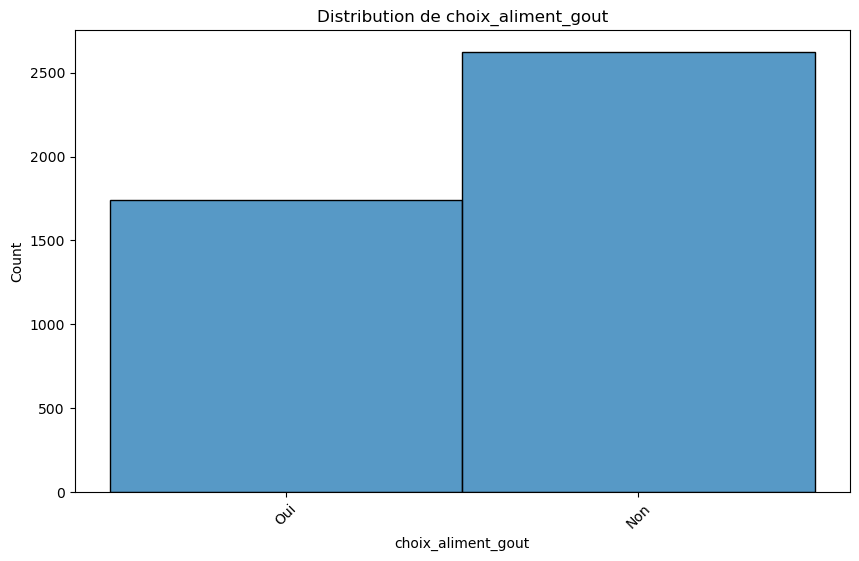 Distribution de choix_aliment_gout
2500
2000
1500
1000
500
0
Count
Oui
Non
choix_aliment_gout